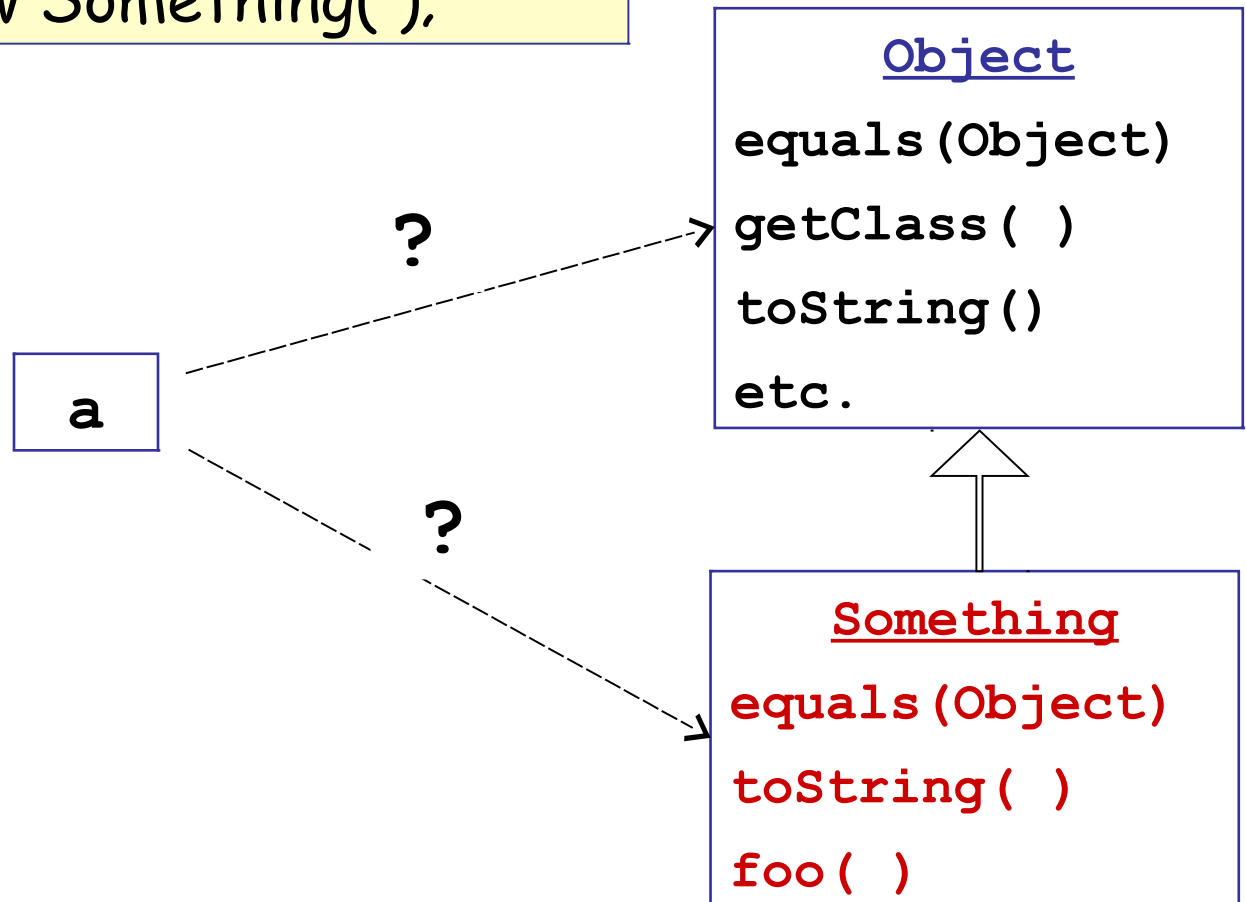 Something( );
Object
equals(Object)
getClass( )
toString()
etc.
?
a
?
Something
equals(Object)
toString( )
foo( )